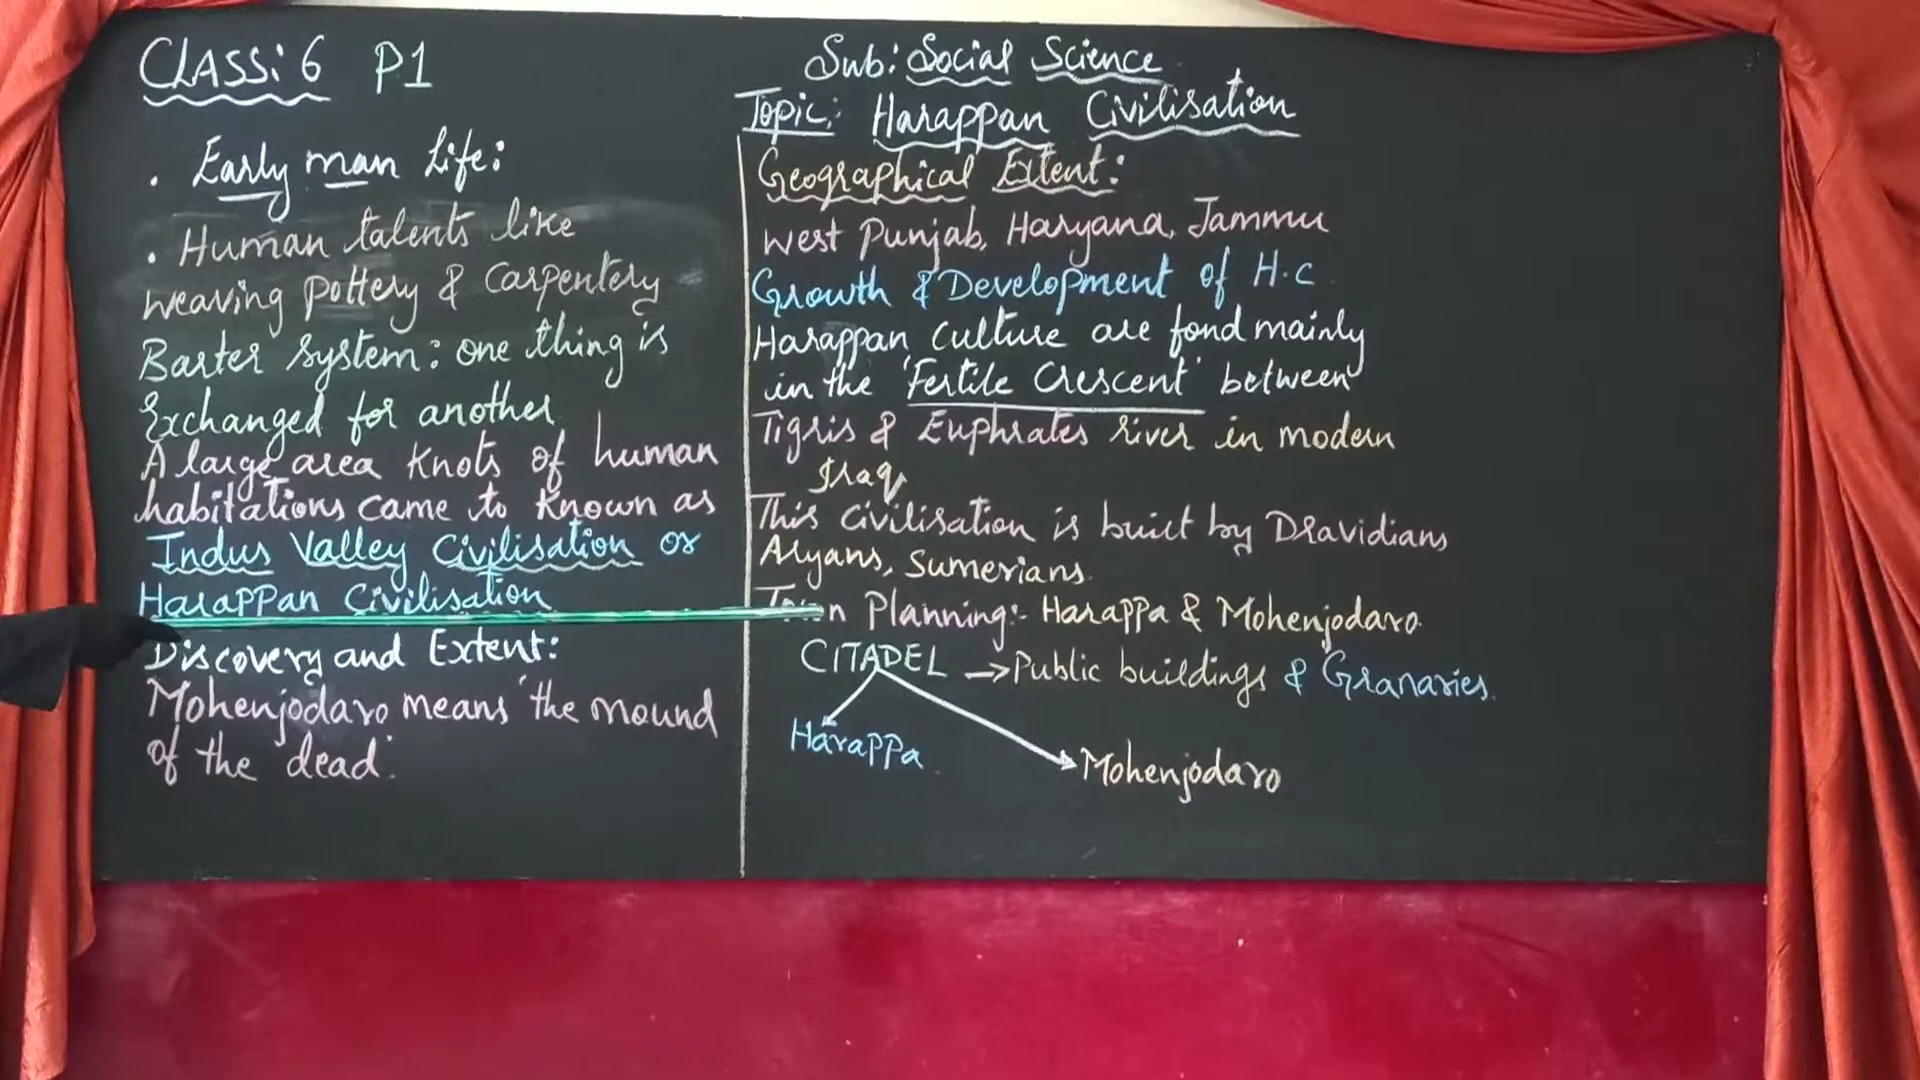 CLASS: 6 P1
Sub: Social Science
Topic: Harappan Civilisation
. Early man Life:
. Human talents like
weaving pottery & Carpentery
Barter System: one thing is
Exchanged for another
A large area Knots of human
habitations came to known as
Indus Valley Civilisation or
Harappan Civilisation
Discovery and Extent:
Mohenjodaro means 'the mound
of the dead'.
Geographical Extent:
West Punjab, Haryana, Jammu
Growth & Development of H.C
Harappan Culture are fond mainly
in the 'Fertile Crescent' between
Tigris & Euphrates river in modern
Iraq
This civilisation is built by Dravidians
Aryans, Sumerians.
Town Planning:- Harappa & Mohenjodaro.
CITADEL → Public buildings & Granaries.
Harappa
Mohenjodaro